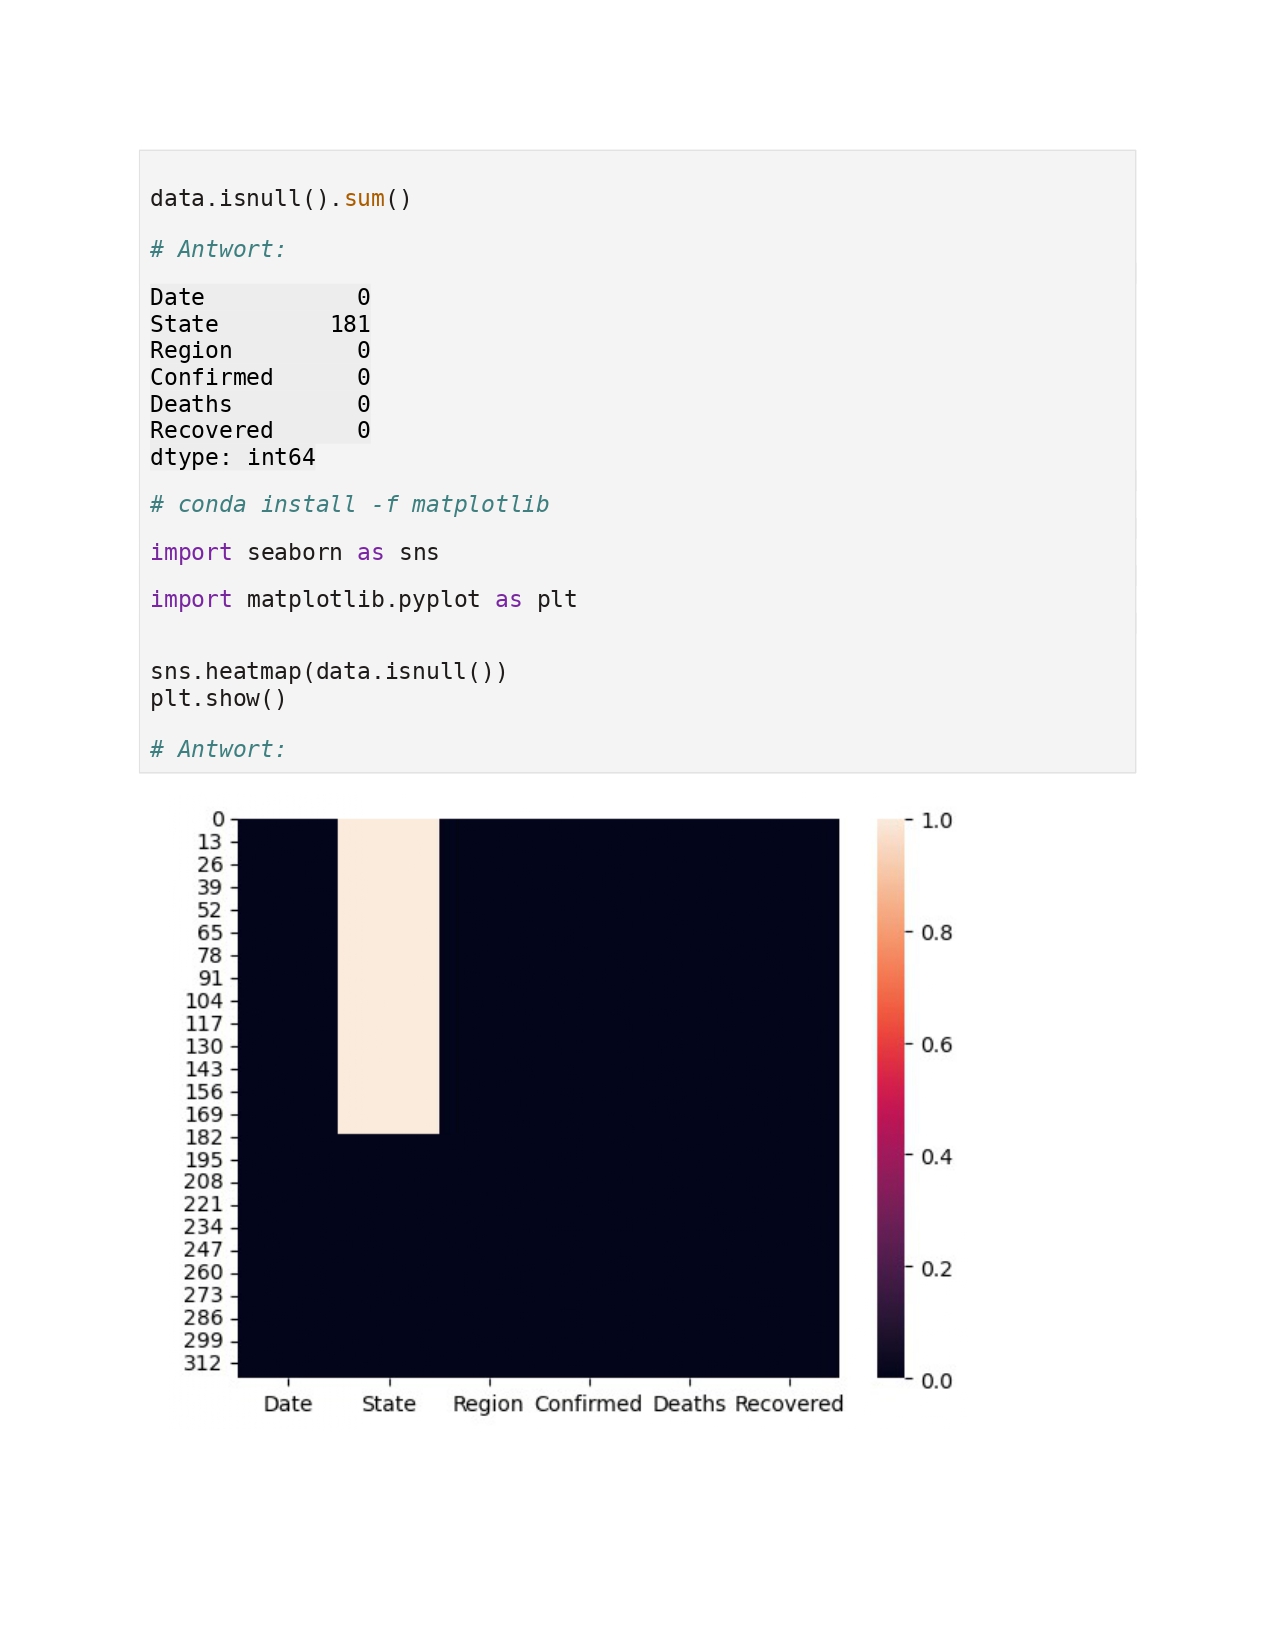 data.isnull().sum()
# Antwort:
Date 0
State 181
Region 0
Confirmed 0
Deaths 0
Recovered 0
dtype: int64
# conda install -f matplotlib
import seaborn as sns
import matplotlib.pyplot as plt
sns.heatmap(data.isnull())
plt.show()
# Antwort:
0
13
26
39
52
65
78
91
104
117
130
143
156
169
182
195
208
221
234
247
260
273
286
299
312
Date State Region Confirmed Deaths Recovered
1.0
0.8
0.6
0.4
0.2
0.0